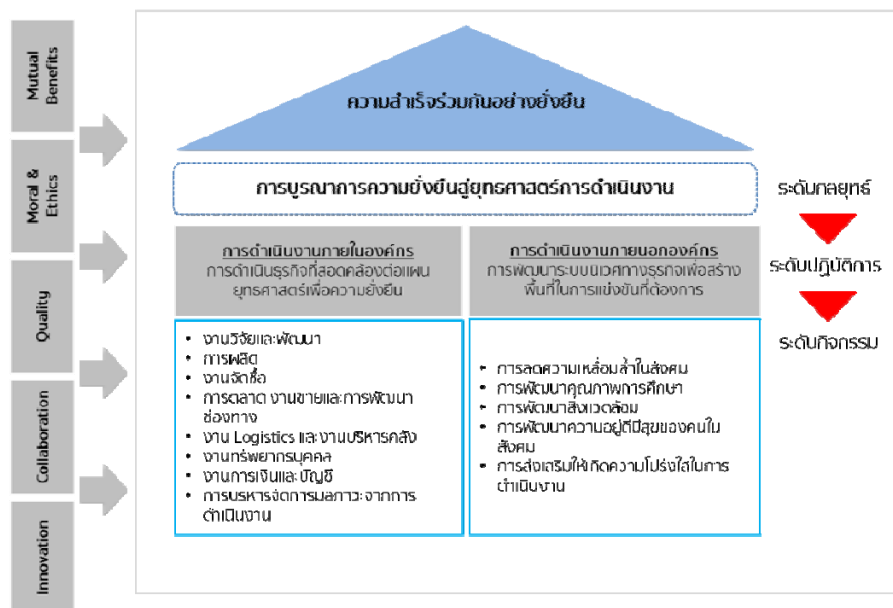 Mutual
Benefits
Moral &
Ethics
Quality
Collaboration
Innovation
ความสำเร็จร่วมกันอย่างยั่งยืน
การบูรณาการความยั่งยืนสู่ยุทธศาสตร์การดำเนินงาน
การดำเนินงานภายในองค์กร
การดำเนินธุรกิจที่สอดคล้องต่อแผน
ยุทธศาสตร์เพื่อความยั่งยืน
การดำเนินงานภายนอกองค์กร
การพัฒนาระบบนิเวศทางธุรกิจเพื่อสร้าง
พื้นที่ในการแข่งขันที่ต้องการ
• งานวิจัยและพัฒนา
• การผลิต
• งานจัดซื้อ
• การตลาด งานขายและการพัฒนา
ช่องทาง
• งาน Logistics และงานบริหารคลัง
• งานทรัพยากรบุคคล
• งานการเงินและบัญชี
• การบริหารจัดการมลภาวะจากการ
ดำเนินงาน
• การลดความเหลื่อมล้ำในสังคม
• การพัฒนาคุณภาพการศึกษา
• การพัฒนาสิ่งแวดล้อม
• การพัฒนาความอยู่ดีมีสุขของคนใน
สังคม
• การส่งเสริมให้เกิดความโปร่งใสในการ
ดำเนินงาน
ระดับกลยุทธ์
ระดับปฏิบัติการ
ระดับกิจกรรม